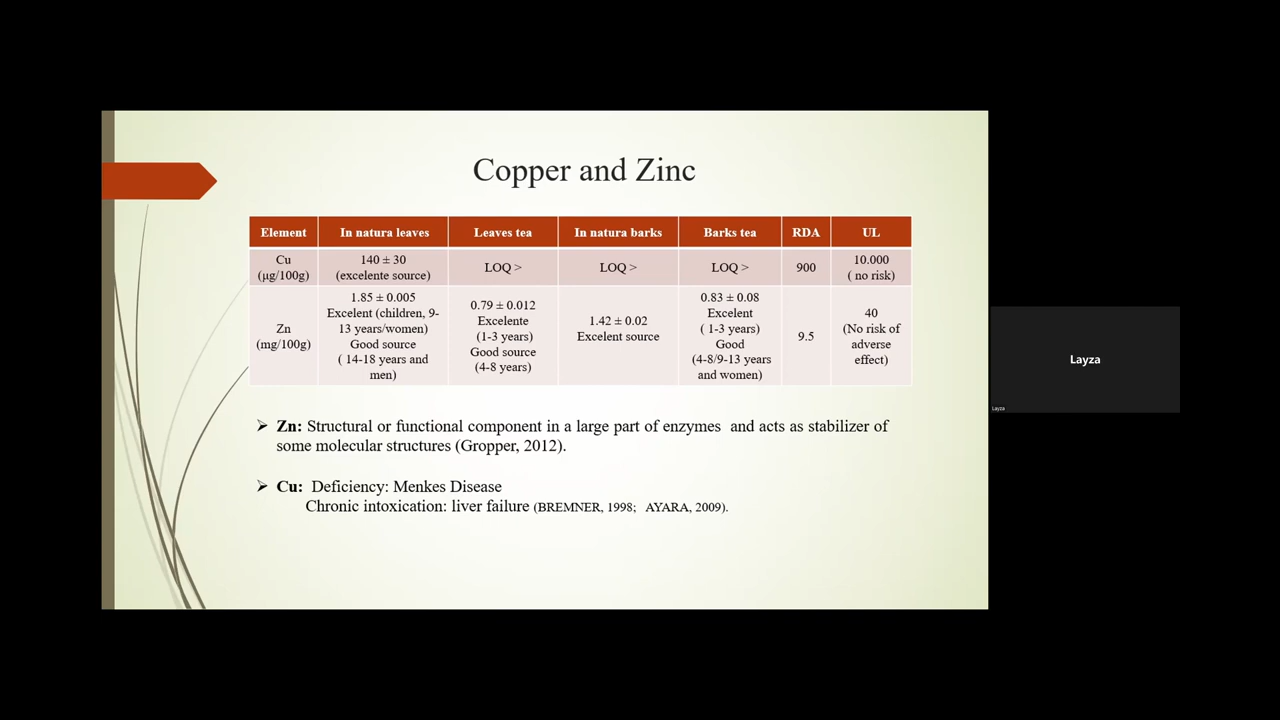 Copper and Zinc
Element In natura leaves Leaves tea In natura barks Barks tea RDA UL
Cu
(µg/100g)
140 ± 30
(excelente source)
LOQ >
LOQ >
LOQ >
900
10.000
( no risk)
Zn
(mg/100g)
1.85 ± 0.005
Excelent (children, 9-
13 years/women)
Good source
( 14-18 years and
men)
0.79 ± 0.012
Excelente
(1-3 years)
Good source
(4-8 years)
1.42 ± 0.02
Excelent source
0.83 ± 0.08
Excelent
( 1-3 years)
Good
(4-8/9-13 years
and women)
9.5
40
(No risk of
adverse
effect)
➢ Zn: Structural or functional component in a large part of enzymes and acts as stabilizer of
some molecular structures (Gropper, 2012).
➢ Cu: Deficiency: Menkes Disease
Chronic intoxication: liver failure (BREMNER, 1998; AYARA, 2009).
Layza
Layza